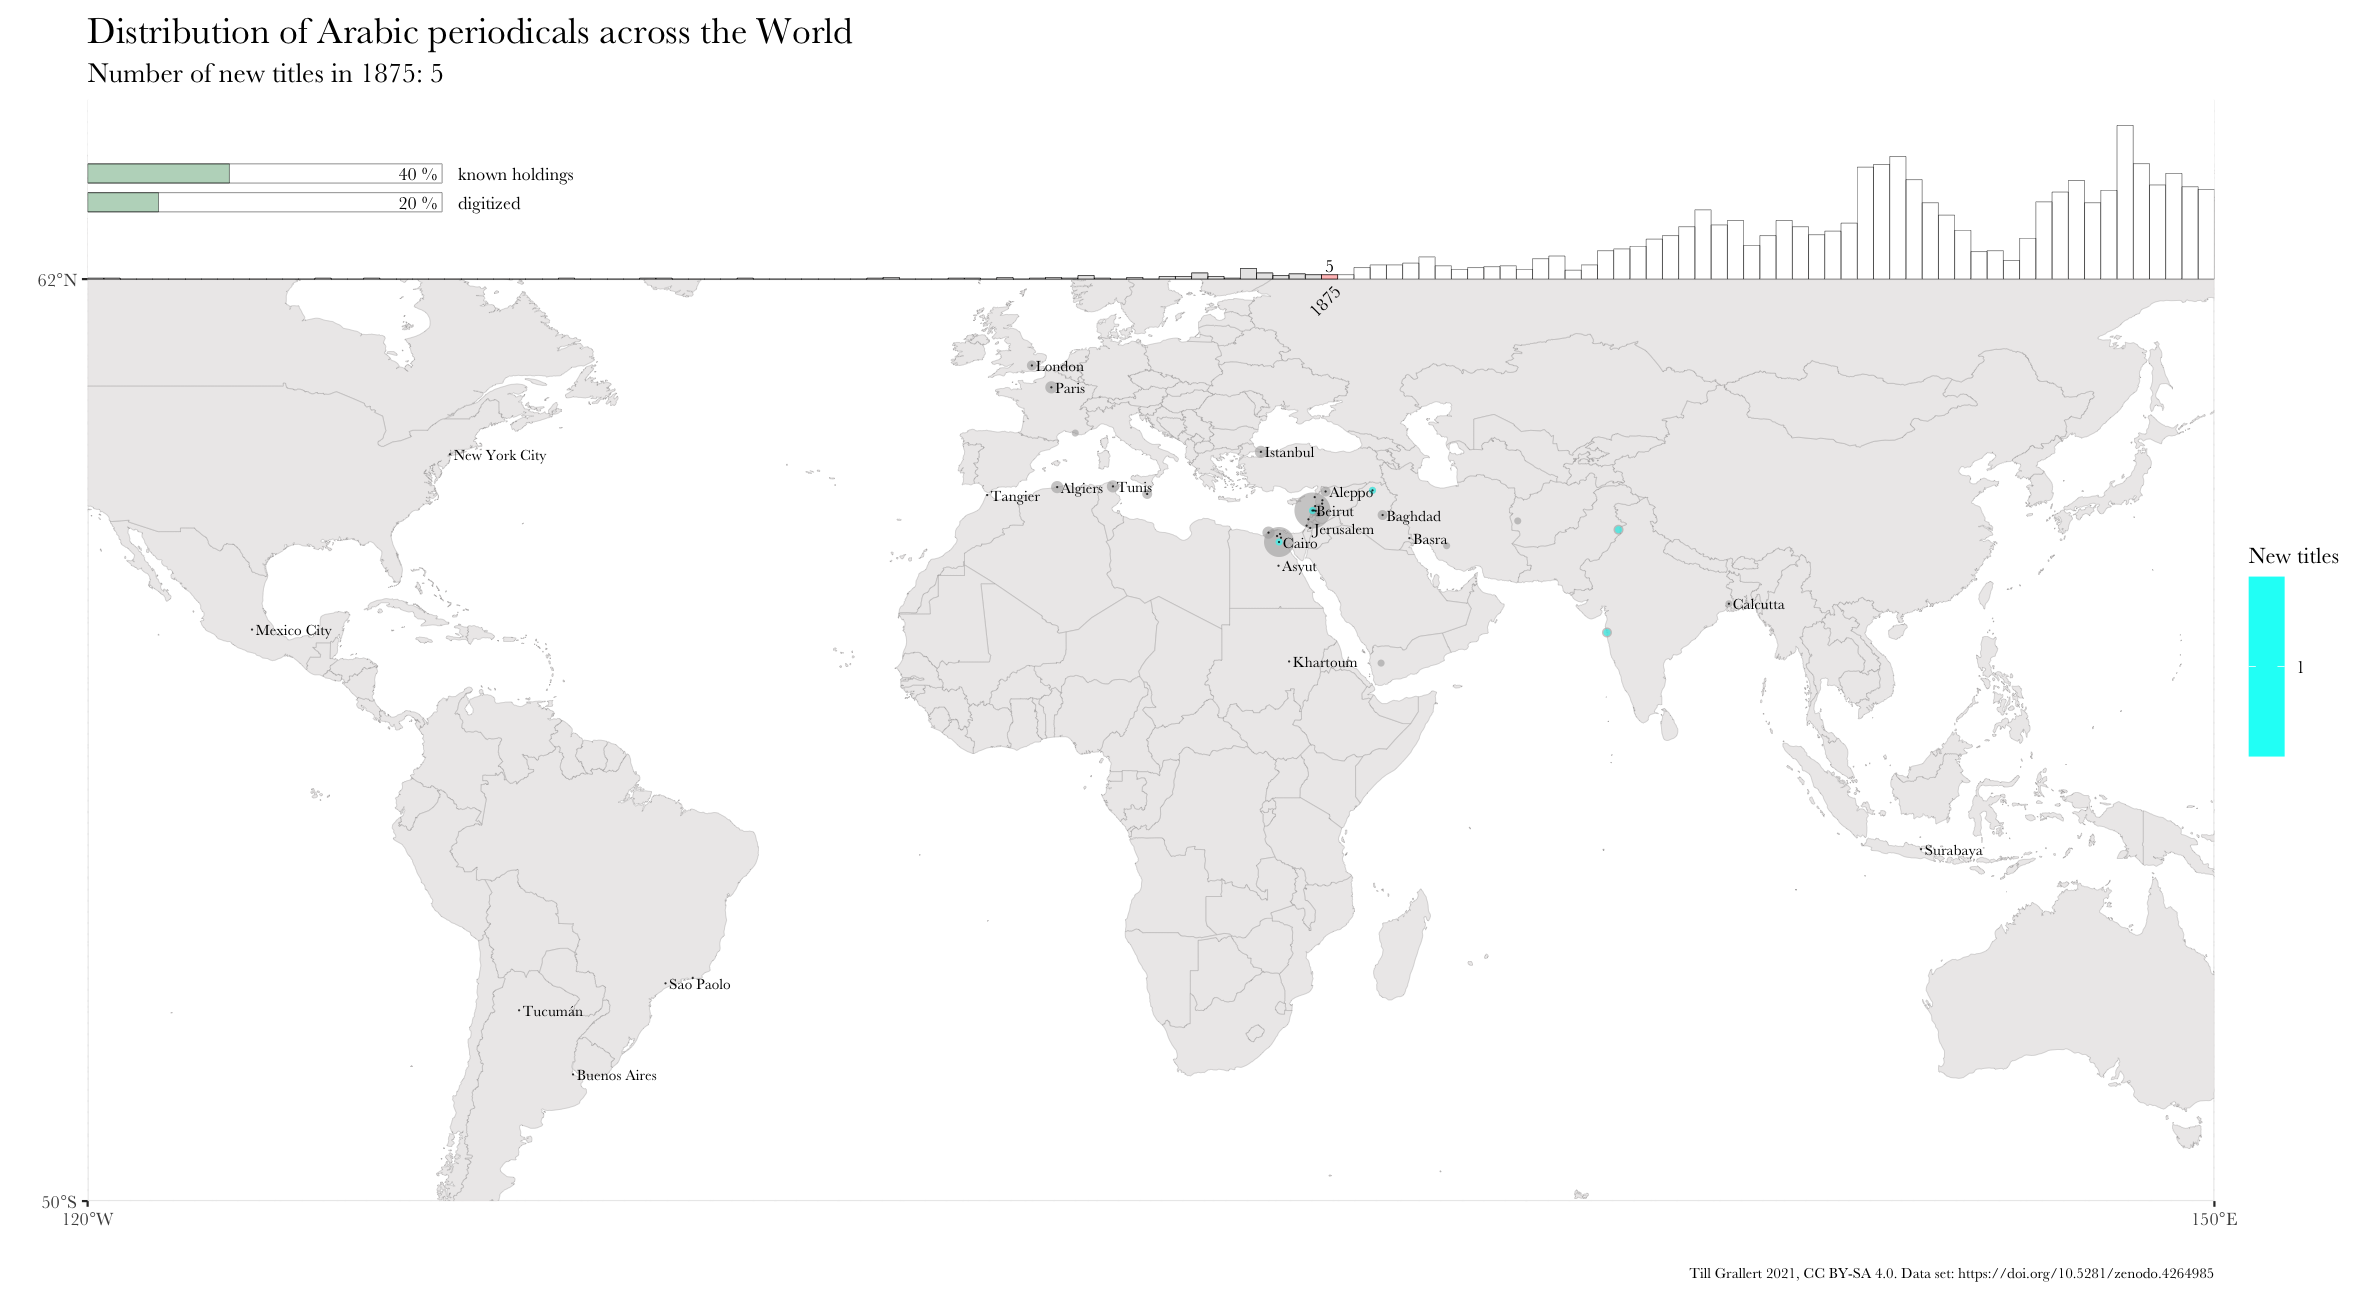 Distribution of Arabic periodicals across the World
Number of new titles in 1875: 5
40 % known holdings
20 % digitized
5
62°N
1875
London
Paris
Istanbul
New York City
Tangier
Algiers
Tunis
Aleppo
Beirut
Baghdad
Jerusalem
Basra
Cairo
Asyut
New titles
Calcutta
Mexico City
Khartoum
1
Surabaya
Sao Paolo
Tucumán
Buenos Aires
50°S
120°W
150°E
Till Grallert 2021, CC BY-SA 4.0. Data set: https://doi.org/10.5281/zenodo.4264985